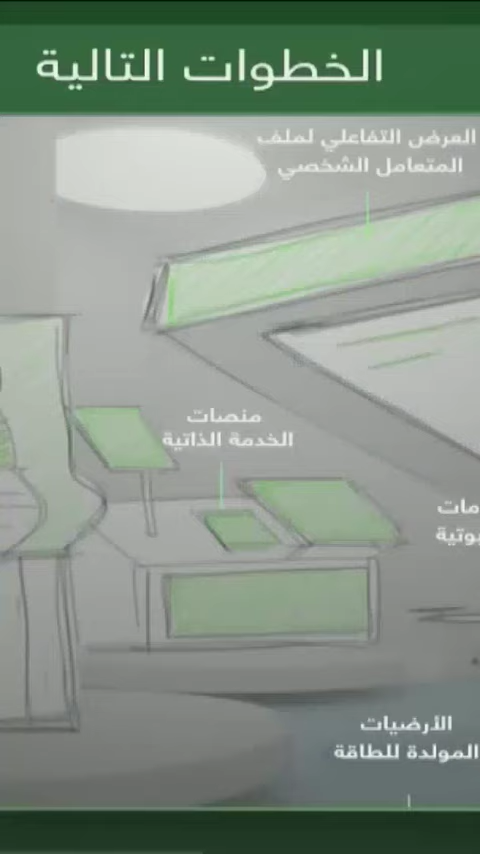 الخطوات التالية
العرض التفاعلي لملف
المتعامل الشخصي
منصات
الخدمة الذاتية
الأرضيات
المولدة للطاقة